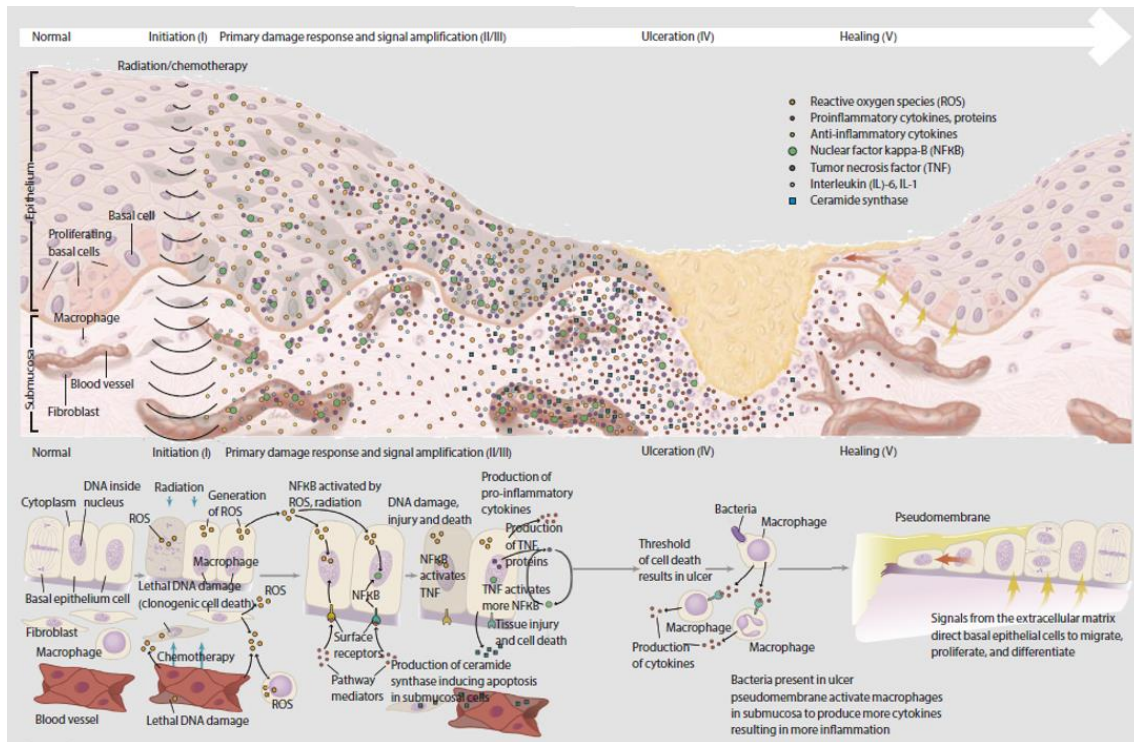 Normal
Initiation (I)
Primary damage response and signal amplification (II/III)
Ulceration (IV)
Healing (V)
Radiation/chemotherapy
Reactive oxygen species (ROS)
Proinflammatory cytokines, proteins
Anti-inflammatory cytokines
Nuclear factor kappa-B (NFκB)
Tumor necrosis factor (TNF)
Interleukin (IL)-6, IL-1
Ceramide synthase
Epithelium
Basal cell
Proliferating
basal cells
Submucosa
Macrophage
Blood vessel
Fibroblast
Normal
Initiation (I)
Primary damage response and signal amplification (II/III)
Ulceration (IV)
Healing (V)
DNA inside
nucleus
Cytoplasm
Basal epithelium cell
Fibroblast
Macrophage
Blood vessel
Radiation
ROS
Generation
of ROS
Macrophage
Lethal DNA damage
(clonogenic cell death)
ROS
Chemotherapy
ROS
Lethal DNA damage
NFκB activated by
ROS, radiation
NFκB
Surface
receptors
Pathway
mediators
DNA damage,
injury and death
NFκB
activates
TNF
Production of
pro-inflammatory
cytokines
Production
of TNF
proteins
TNF activates
more NFκB
Tissue injury
and cell death
Production of ceramide
synthase inducing apoptosis
in submucosal cells
Threshold
of cell death
results in ulcer
Bacteria
Macrophage
Macrophage
Macrophage
Production
of cytokines
Bacteria present in ulcer
pseudomembrane activate macrophages
in submucosa to produce more cytokines
resulting in more inflammation
Pseudomembrane
Signals from the extracellular matrix
direct basal epithelial cells to migrate,
proliferate, and differentiate